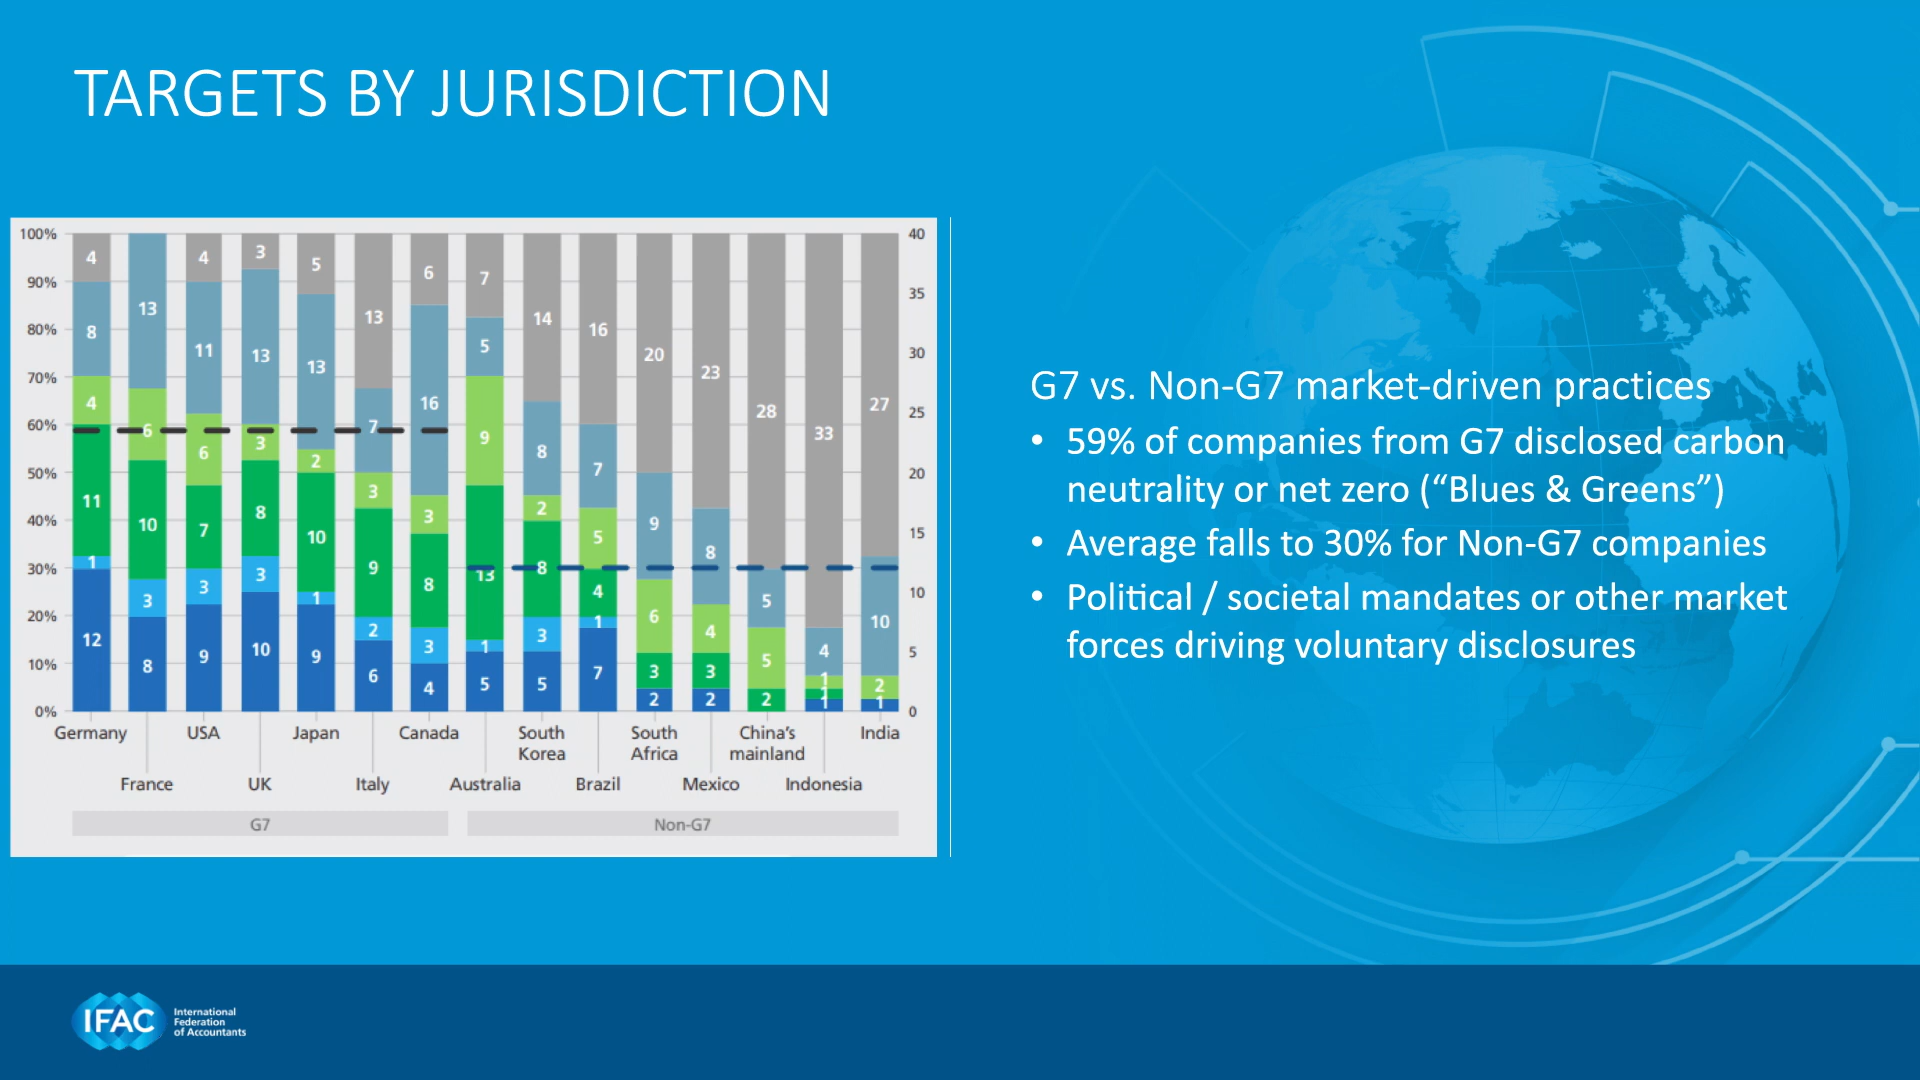 TARGETS BY JURISDICTION
100%
90%
80%
70%
60%
50%
40%
30%
20%
10%
0%
40
35
30
25
20
15
10
5
0
4 8 4 11 1 12
13 6 10 3 8
4 11 6 7 3 9
3 13 3 8 3 10
5 13 2 10 1 9
13 7 3 9 2 6
6 16 3 8 3 4
7 5 9 13 1 5
14 8 2 8 3 5
16 7 5 4 1 7
20 9 6 3 2
23 8 4 3 2
28 5 5 2
33 4 1 1 1
27 10 2 1
Germany
France
USA
UK
Japan
Italy
Canada
Australia
South
Korea
Brazil
South
Africa
Mexico
China's
mainland
Indonesia
India
G7
Non-G7
G7 vs. Non-G7 market-driven practices
• 59% of companies from G7 disclosed carbon
neutrality or net zero (“Blues & Greens”)
• Average falls to 30% for Non-G7 companies
• Political / societal mandates or other market
forces driving voluntary disclosures
IFAC
International
Federation
of Accountants